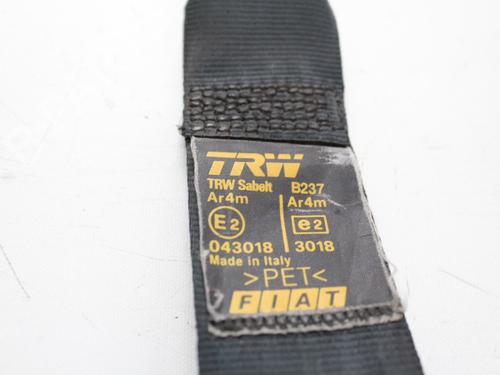 TRW
TRW Sabelt B237
Ar4m Ar4m
E2 e2
043018 3018
Made in Italy
>PET<
FIAT